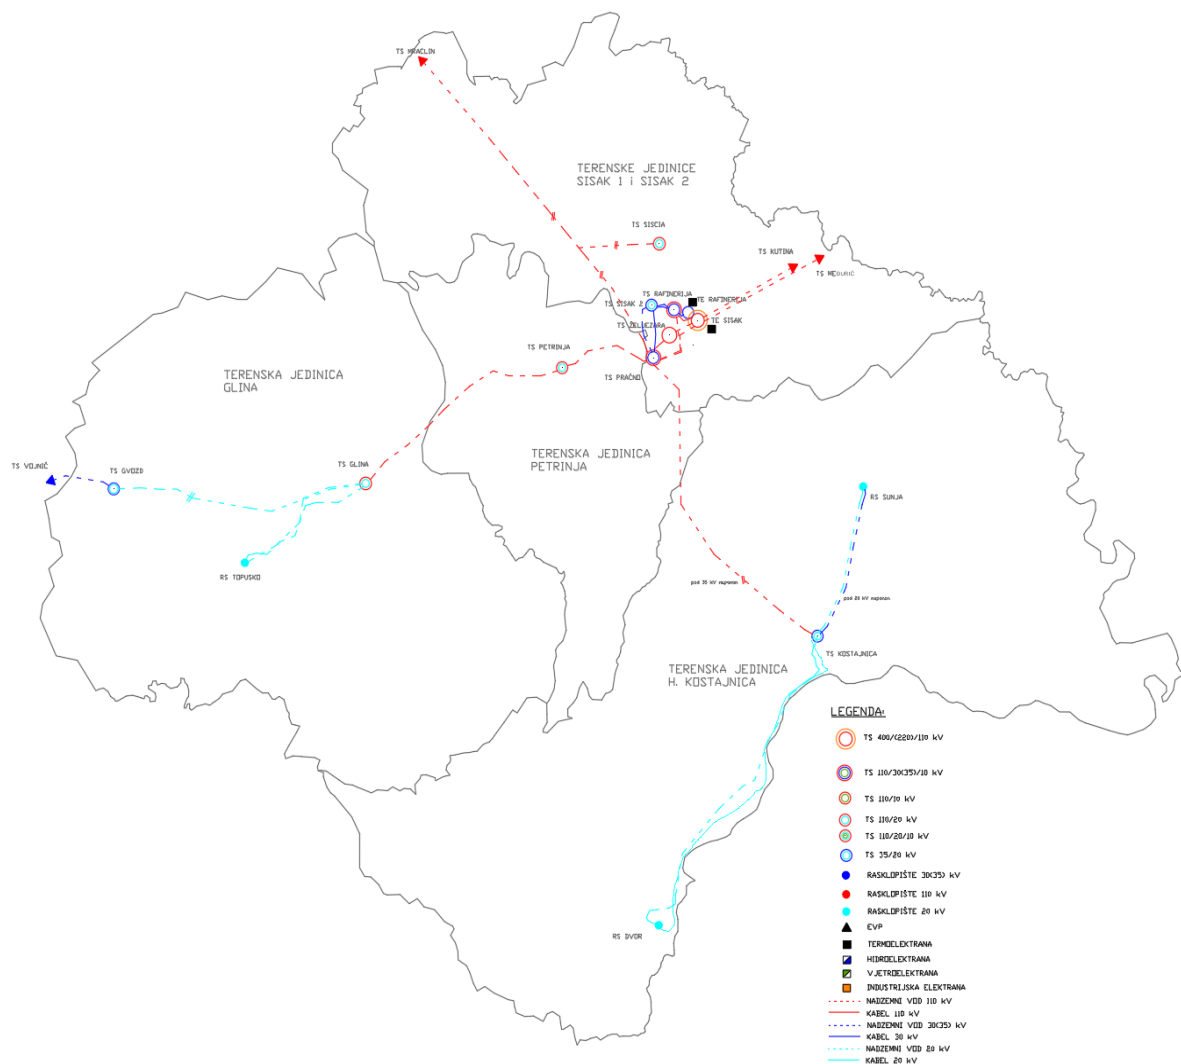 TS MRACLIN
TERENSKE JEDINICE
SISAK 1 i SISAK 2
TS SISCIA
TS KUTINA
TS MEĐURIĆ
TS RAFINERIJA
TE RAFINERIJA
TS SISAK 2
TE SISAK
TS ŽELJEZARA
TS PETRINJA
TS PRAČNO
TERENSKA JEDINICA
GLINA
TERENSKA JEDINICA
PETRINJA
TS VOJNIĆ
TS GVOZD
TS GLINA
RS SUNJA
RS TOPUSKO
pod 35 kV naponom
pod 20 kV naponom
TS KOSTAJNICA
TERENSKA JEDINICA
H. KOSTAJNICA
RS DVOR
LEGENDA:
TS 400/(220)/110 kV
TS 110/30(35)/10 kV
TS 110/10 kV
TS 110/20 kV
TS 110/20/10 kV
TS 35/20 kV
RASKLOPIŠTE 30(35) kV
RASKLOPIŠTE 110 kV
RASKLOPIŠTE 20 kV
EVP
TERMOELEKTRANA
HIDROELEKTRANA
VJETROELEKTRANA
INDUSTRIJSKA ELEKTRANA
NADZEMNI VOD 110 kV
KABEL 110 kV
NADZEMNI VOD 30(35) kV
KABEL 30 kV
NADZEMNI VOD 20 kV
KABEL 20 kV